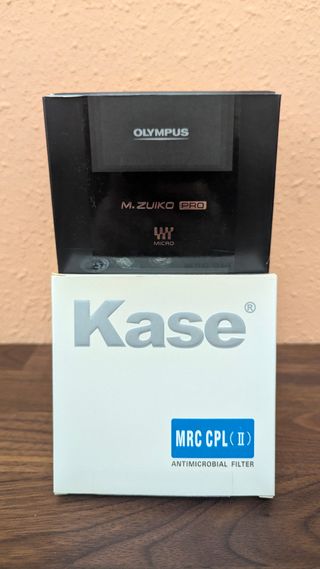 OLYMPUS
M.ZUIKO PRO
MICRO
Kase®
MRC CPL(Ⅱ)
ANTIMICROBIAL FILTER